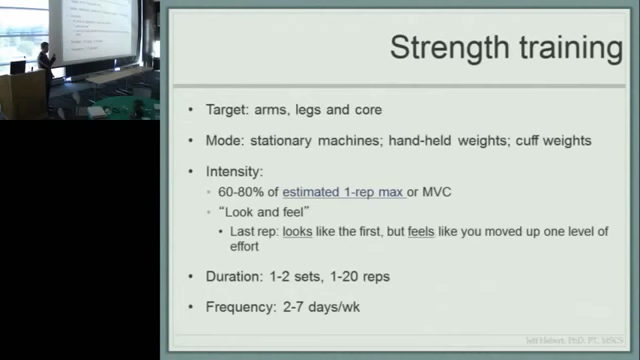 Strength training
• Target: arms, legs and core
• Mode: stationary machines; hand-held weights; cuff weights
• Intensity:
◦ 60-80% of estimated 1-rep max or MVC
◦ “Look and feel”
• Last rep: looks like the first, but feels like you moved up one level of
effort
• Duration: 1-2 sets, 1-20 reps
• Frequency: 2-7 days/wk
Jeff Hebert, PhD, PT, MSCS